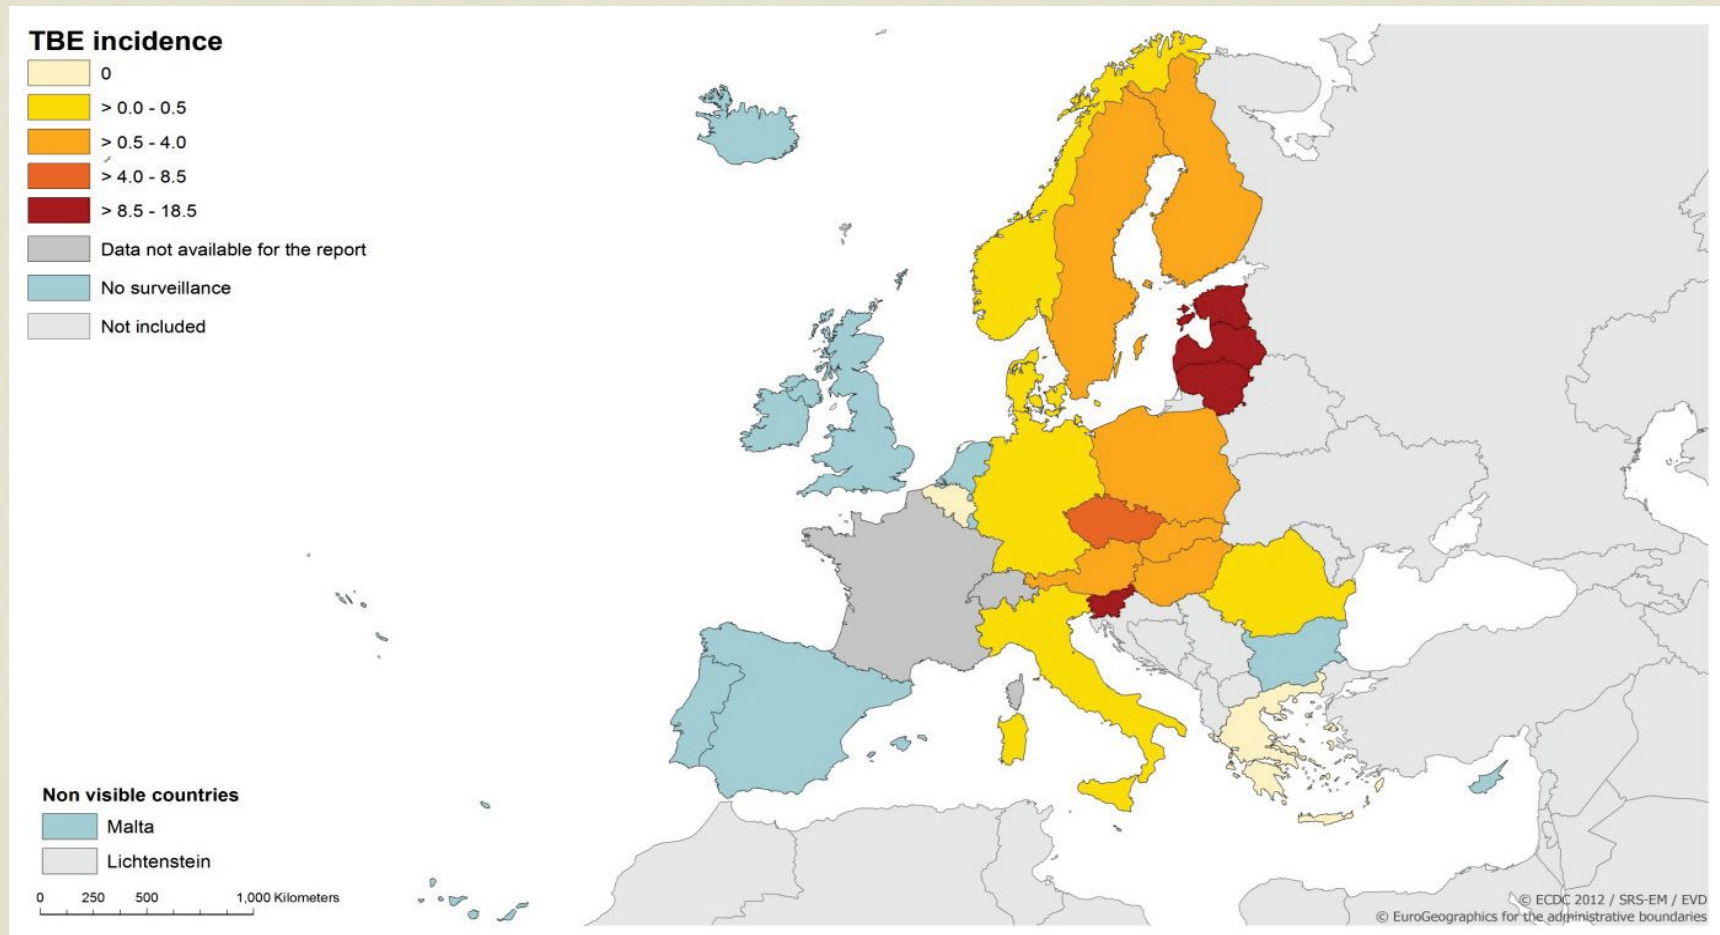 TBE incidence
0
> 0.0 - 0.5
> 0.5 - 4.0
> 4.0 - 8.5
> 8.5 - 18.5
Data not available for the report
No surveillance
Not included
Non visible countries
Malta
Lichtenstein
0 250 500 1,000 Kilometers
© ECDC 2012 / SRS-EM / EVD
© EuroGeographics for the administrative boundaries